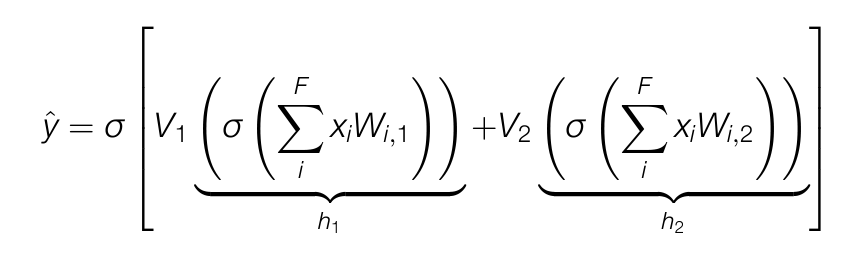 ŷ = σ [V₁ (σ (∑ᵢᶠ xᵢWᵢ,₁)) + V₂ (σ (∑ᵢᶠ xᵢWᵢ,₂))]
h₁ h₂